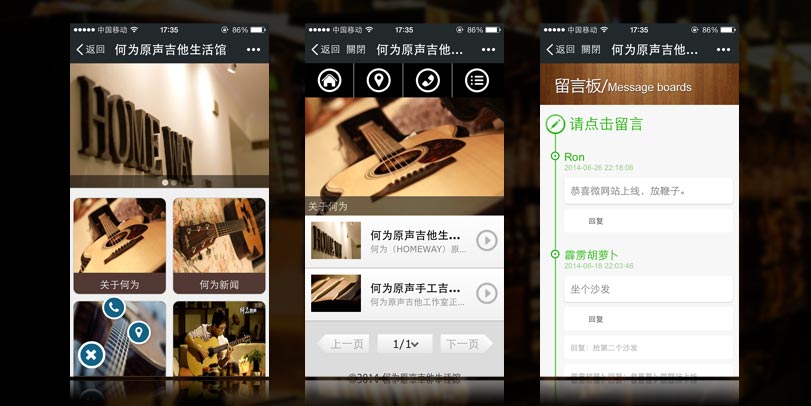 中国移动 17:35 86%
返回 何为原声吉他生活馆
HOMEWAY
关于何为 何为新闻
中国移动 17:35 86%
返回 關閉 何为原声吉他...
关于何为
何为原声吉他生...
何为（HOMEWAY）原...
何为原声手工吉...
何为原声吉他工作室正...
上一页 1/1 下一页
©2014 何为原声吉他生活馆
中国移动 17:35 86%
返回 關閉 何为原声吉他...
留言板/Message boards
请点击留言
Ron
2014-06-26 22:18:06
恭喜微网站上线，放鞭子。
回复
霹雳胡萝卜
2014-06-18 22:03:46
坐个沙发
回复
回复：抢第二个沙发